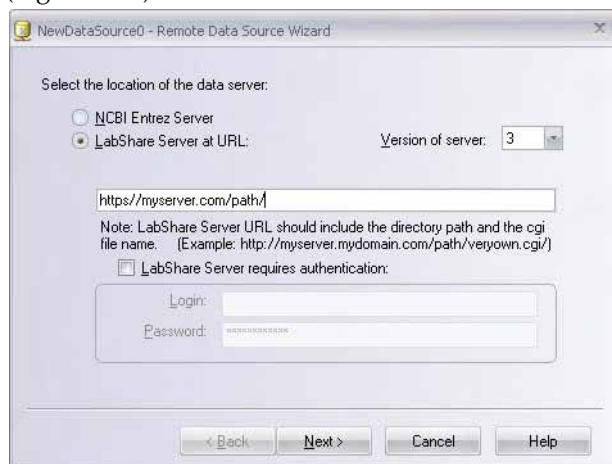 NewDataSource0 - Remote Data Source Wizard
Select the location of the data server:
NCBI Entrez Server
LabShare Server at URL: Version of server: 3
https//myserver.com/path/
Note: LabShare Server URL should include the directory path and the cgi
file name. (Example: http://myserver.mydomain.com/path/veryown.cgi/)
LabShare Server requires authentication:
Login:
Password: ************
< Back Next > Cancel Help